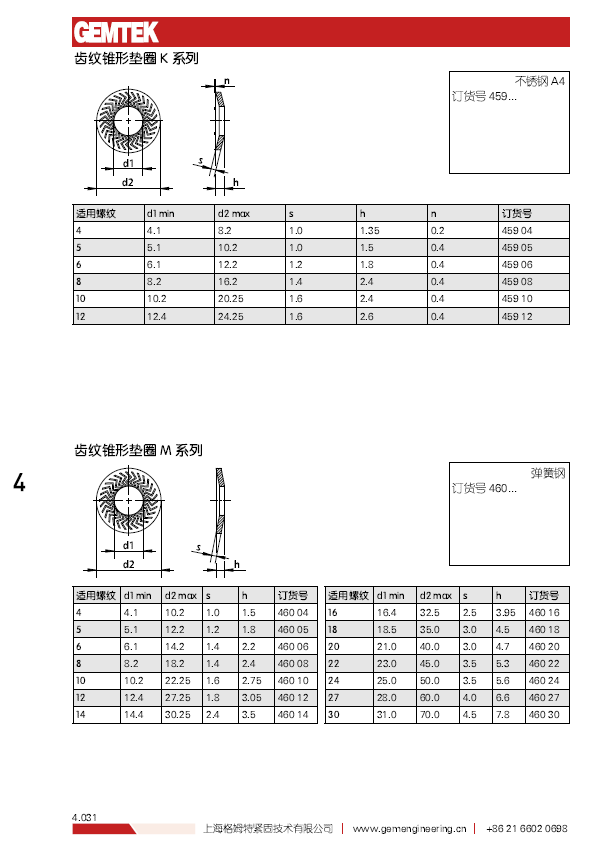 GEMTEK
齿纹锥形垫圈 K 系列
不锈钢 A4
订货号 459...
n
d1
d2
s
h
适用螺纹 d1 min d2 max s h n 订货号
4 4.1 8.2 1.0 1.35 0.2 459 04
5 5.1 10.2 1.0 1.5 0.4 459 05
6 6.1 12.2 1.2 1.8 0.4 459 06
8 8.2 16.2 1.4 2.4 0.4 459 08
10 10.2 20.25 1.6 2.4 0.4 459 10
12 12.4 24.25 1.6 2.6 0.4 459 12
齿纹锥形垫圈 M 系列
4
弹簧钢
订货号 460...
d1
d2
s
h
适用螺纹 d1 min d2 max s h 订货号
4 4.1 10.2 1.0 1.5 460 04
5 5.1 12.2 1.2 1.8 460 05
6 6.1 14.2 1.4 2.2 460 06
8 8.2 18.2 1.4 2.4 460 08
10 10.2 22.25 1.6 2.75 460 10
12 12.4 27.25 1.8 3.05 460 12
14 14.4 30.25 2.4 3.5 460 14
适用螺纹 d1 min d2 max s h 订货号
16 16.4 32.5 2.5 3.95 460 16
18 18.5 35.0 3.0 4.5 460 18
20 21.0 40.0 3.0 4.7 460 20
22 23.0 45.0 3.5 5.3 460 22
24 25.0 50.0 3.5 5.6 460 24
27 28.0 60.0 4.0 6.6 460 27
30 31.0 70.0 4.5 7.8 460 30
4.031
上海格姆特紧固技术有限公司 | www.gemengineering.cn | +86 21 6602 0698